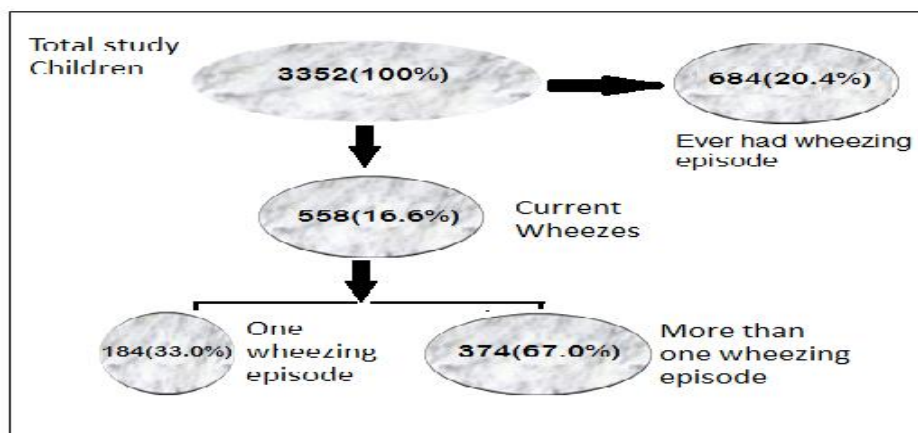 Total study
Children
3352(100%)
684(20.4%)
Ever had wheezing
episode
558(16.6%)
Current
Wheezes
184(33.0%)
One
wheezing
episode
374(67.0%)
More than
one wheezing
episode